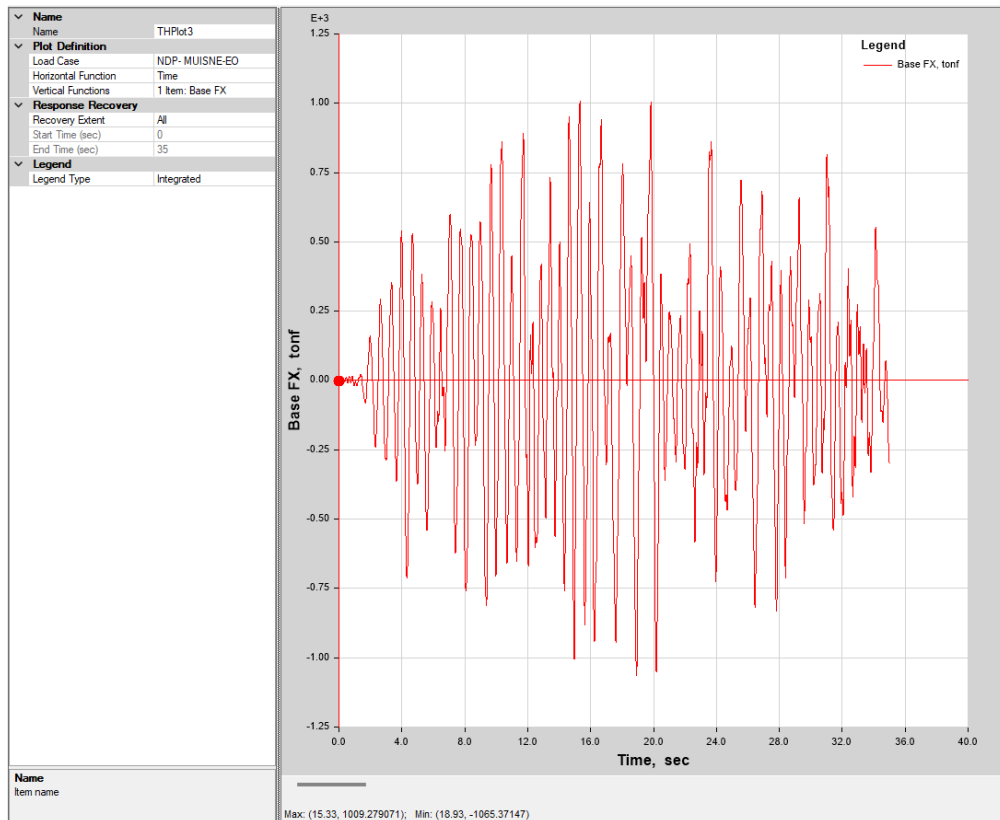 Name
Name THPlot3
Plot Definition
Load Case NDP- MUISNE-EO
Horizontal Function Time
Vertical Functions 1 Item: Base FX
Response Recovery
Recovery Extent All
Start Time (sec) 0
End Time (sec) 35
Legend
Legend Type Integrated
Name
Item name
E+3
1.25
1.00
0.75
0.50
0.25
0.00
-0.25
-0.50
-0.75
-1.00
-1.25
Base FX, tonf
Legend
Base FX, tonf
0.0 4.0 8.0 12.0 16.0 20.0 24.0 28.0 32.0 36.0 40.0
Time, sec
Max: (15.33, 1009.279071); Min: (18.93, -1065.37147)